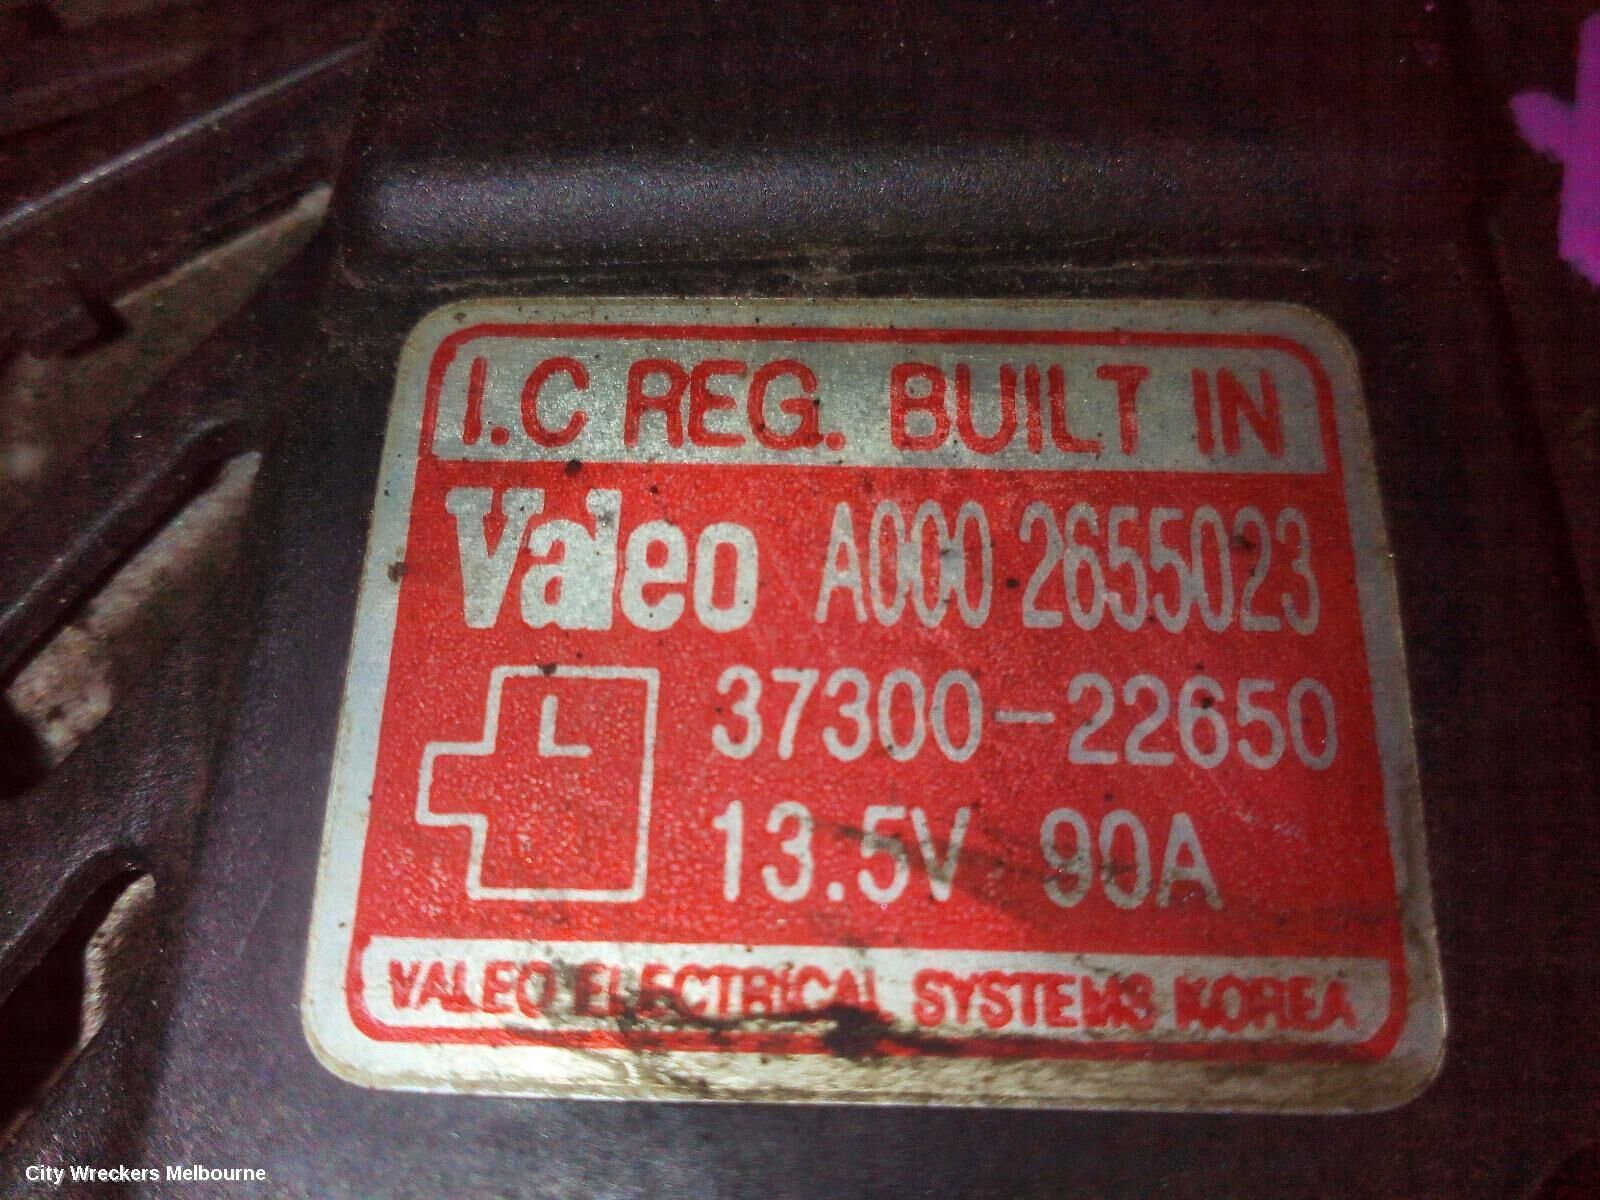 I.C REG. BUILT IN
Valeo A000 2655023
L 37300-22650
13.5V 90A
VALEO ELECTRICAL SYSTEMS KOREA
City Wreckers Melbourne